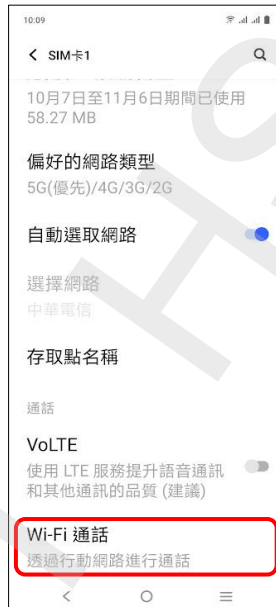 10:09
SIM卡1
10月7日至11月6日期間已使用
58.27 MB
偏好的網路類型
5G(優先)/4G/3G/2G
自動選取網路
選擇網路
中華電信
存取點名稱
通話
VoLTE
使用 LTE 服務提升語音通訊
和其他通訊的品質 (建議)
Wi-Fi 通話
透過行動網路進行通話